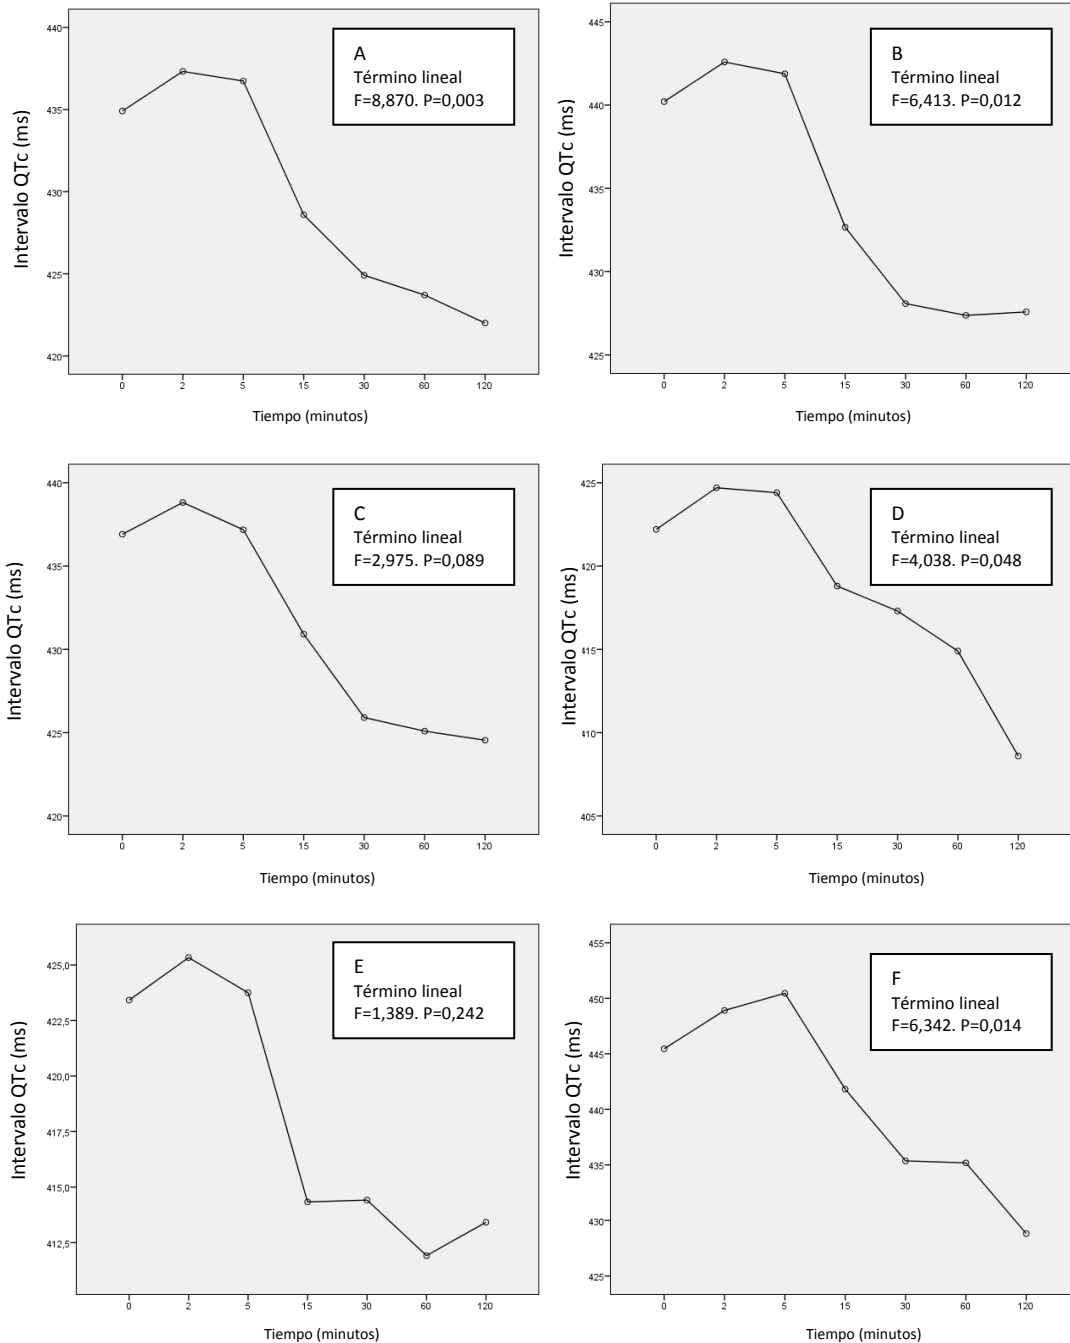 440
435
430
425
420
0 2 5 15 30 60 120
Intervalo QTc (ms)
Tiempo (minutos)
A
Término lineal
F=8,870. P=0,003
445
440
445
430
425
0 2 5 15 30 60 120
Intervalo QTc (ms)
Tiempo (minutos)
B
Término lineal
F=6,413. P=0,012
440
435
430
425
420
0 2 5 15 30 60 120
Intervalo QTc (ms)
Tiempo (minutos)
C
Término lineal
F=2,975. P=0,089
425
420
415
410
405
0 2 5 15 30 60 120
Intervalo QTc (ms)
Tiempo (minutos)
D
Término lineal
F=4,038. P=0,048
425,0
422,5
420,0
417,5
415,0
412,5
0 2 5 15 30 60 120
Intervalo QTc (ms)
Tiempo (minutos)
E
Término lineal
F=1,389. P=0,242
455
450
445
440
435
430
425
0 2 5 15 30 60 120
Intervalo QTc (ms)
Tiempo (minutos)
F
Término lineal
F=6,342. P=0,014